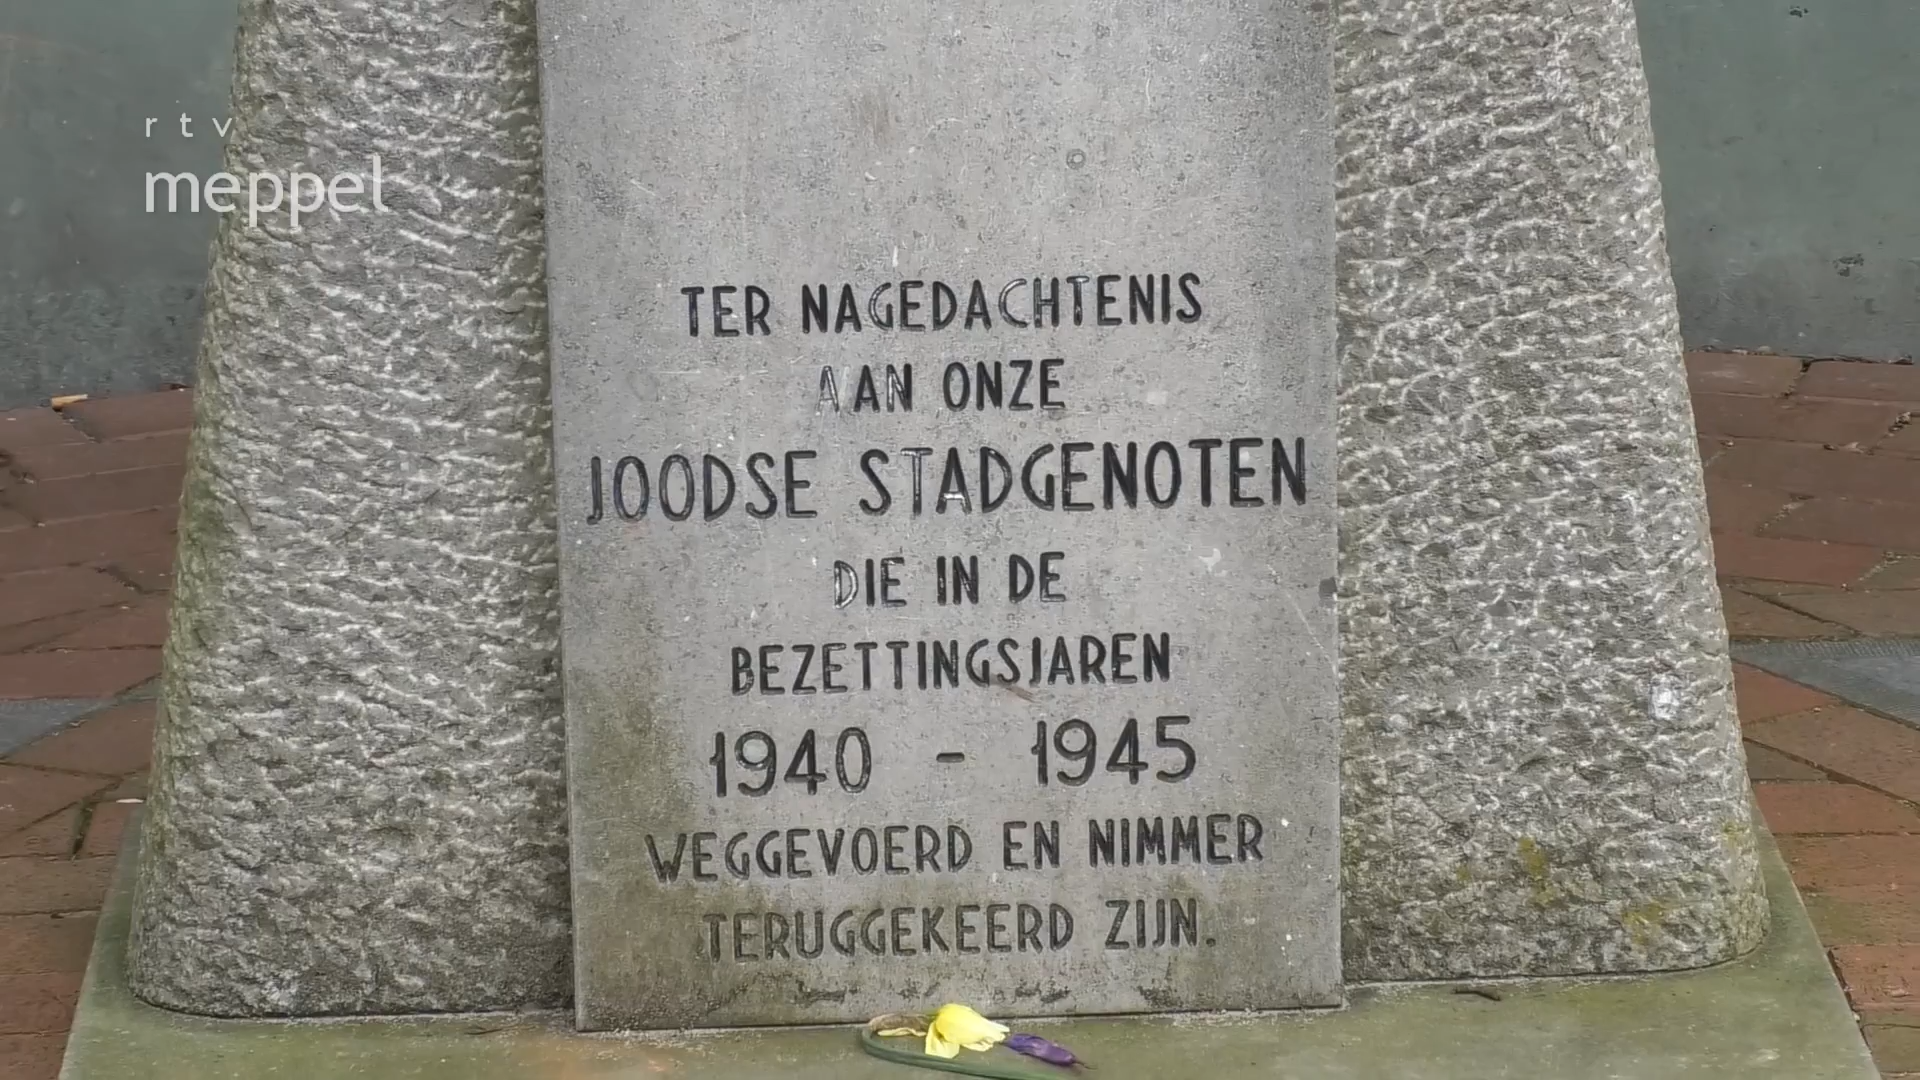 rtv
meppel
TER NAGEDACHTENIS
AAN ONZE
JOODSE STADGENOTEN
DIE IN DE
BEZETTINGSJAREN
1940 - 1945
WEGGEVOERD EN NIMMER
TERUGGEKEERD ZIJN.